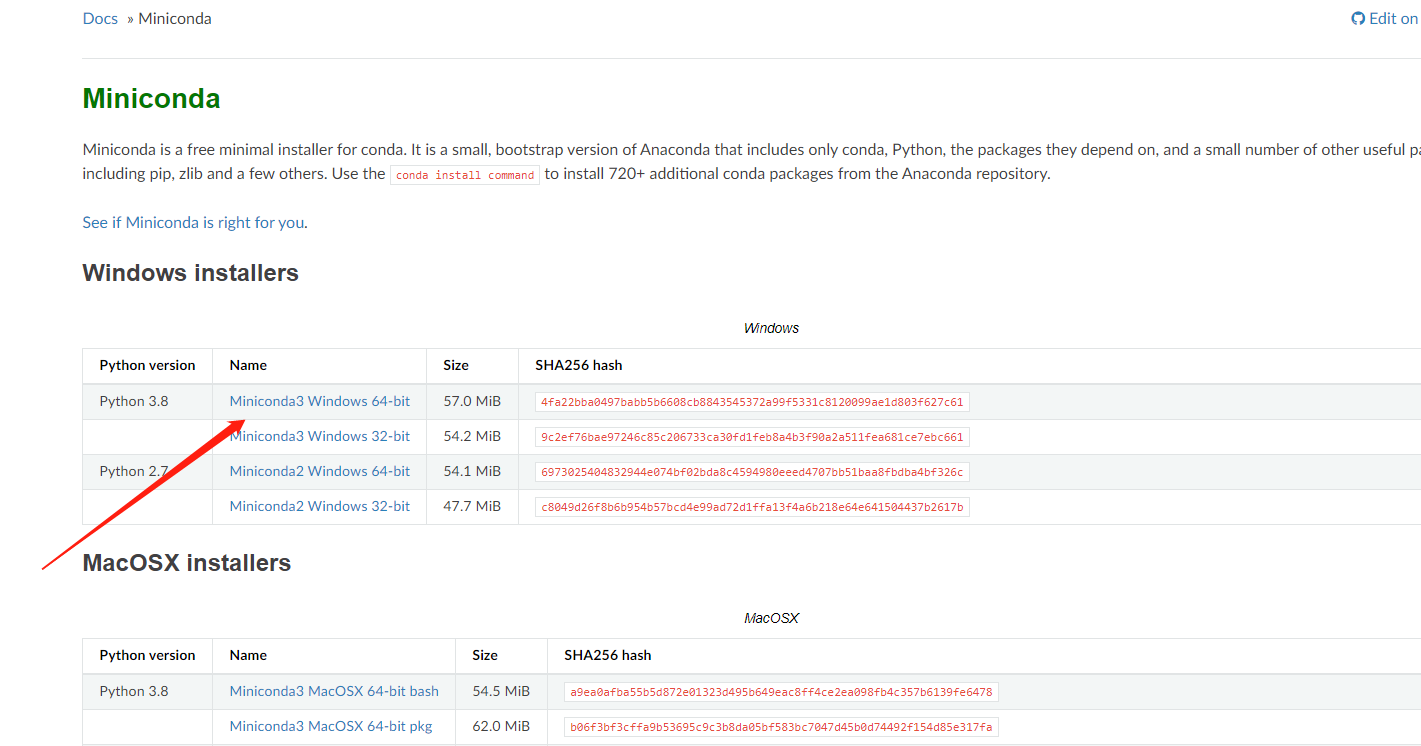 Docs » Miniconda
Edit on
Miniconda
Miniconda is a free minimal installer for conda. It is a small, bootstrap version of Anaconda that includes only conda, Python, the packages they depend on, and a small number of other useful pa
including pip, zlib and a few others. Use the conda install command to install 720+ additional conda packages from the Anaconda repository.
See if Miniconda is right for you.
Windows installers
Windows
Python version Name Size SHA256 hash
Python 3.8 Miniconda3 Windows 64-bit 57.0 MiB 4fa22bba0497babb5b6608cb8843545372a99f5331c8120099ae1d803f627c61
Miniconda3 Windows 32-bit 54.2 MiB 9c2ef76bae97246c85c206733ca30fd1feb8a4b3f90a2a511fea681ce7ebc661
Python 2.7 Miniconda2 Windows 64-bit 54.1 MiB 6973025404832944e074bf02bda8c4594980eeed4707bb51baa8fbdba4bf326c
Miniconda2 Windows 32-bit 47.7 MiB c8049d26f8b6b954b57bcd4e99ad72d1ffa13f4a6b218e64e641504437b2617b
MacOSX installers
MacOSX
Python version Name Size SHA256 hash
Python 3.8 Miniconda3 MacOSX 64-bit bash 54.5 MiB a9ea0afba55b5d872e01323d495b649eac8ff4ce2ea098fb4c357b6139fe6478
Miniconda3 MacOSX 64-bit pkg 62.0 MiB b06f3bf3cffa9b53695c9c3b8da05bf583bc7047d45b0d74492f154d85e317fa